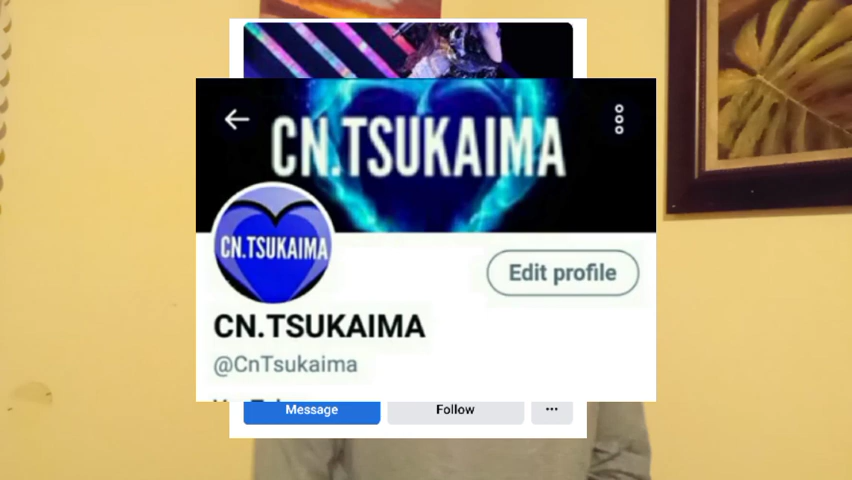 CN.TSUKAIMA
CN.TSUKAIMA
Edit profile
CN.TSUKAIMA
@CnTsukaima
Message
Follow